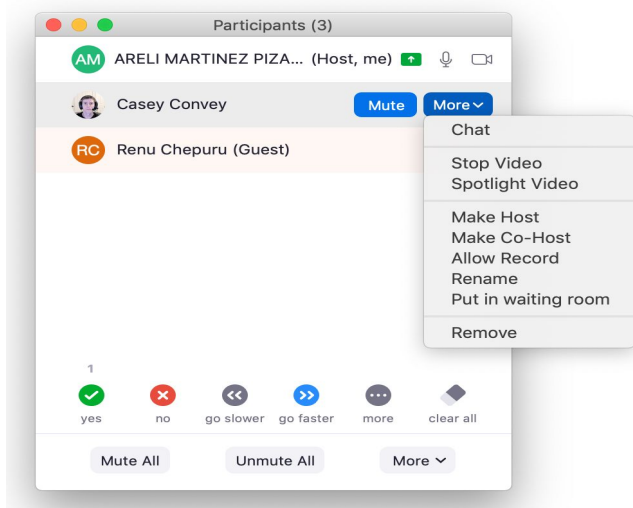 Participants (3)
AM ARELI MARTINEZ PIZA... (Host, me)
Casey Convey Mute More
Chat
RC Renu Chepuru (Guest)
Stop Video
Spotlight Video
Make Host
Make Co-Host
Allow Record
Rename
Put in waiting room
Remove
1
yes no go slower go faster more clear all
Mute All Unmute All More